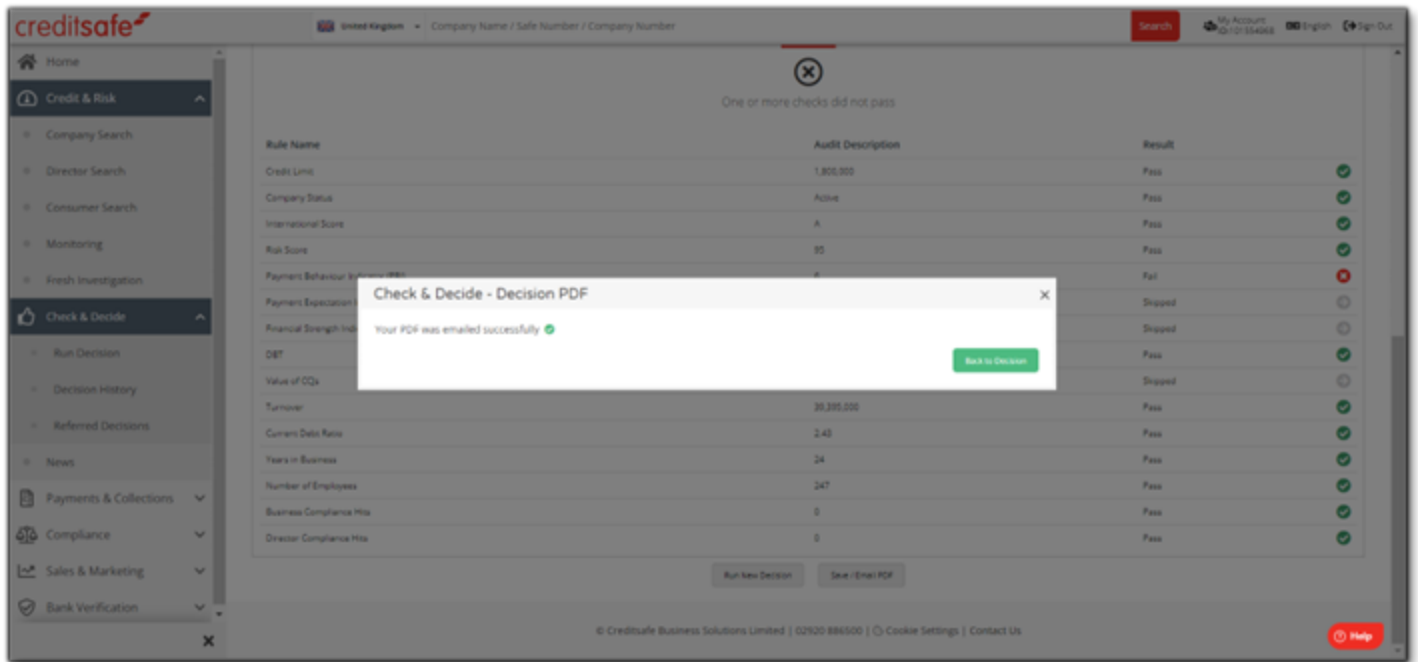 creditsafe
United Kingdom Company Name / Safe Number / Company Number Search My Account English Sign Out
Home
Credit & Risk
Company Search
Director Search
Consumer Search
Monitoring
Fresh Investigation
Check & Decide
Run Decision
Decision History
Referred Decisions
News
Payments & Collections
Compliance
Sales & Marketing
Bank Verification
One or more checks did not pass
Rule Name Audit Description Result
Credit Limit 1,800,000 Pass
Company Status Active Pass
International Score A Pass
Risk Score 95 Pass
Payment Behaviour Fail
Payment Expectation Skipped
Financial Strength Skipped
Check & Decide - Decision PDF
Your PDF was emailed successfully
Back to Decision
DBT Pass
Value of CCJs Skipped
Turnover Pass
Current Debt Ratio 2.43 Pass
Years in Business 24 Pass
Number of Employees 247 Pass
Business Compliance Hits 0 Pass
Director Compliance Hits 0 Pass
Run New Decision Save / Email PDF
© Creditsafe Business Solutions Limited | 02920 886500 | Cookie Settings | Contact Us
Help